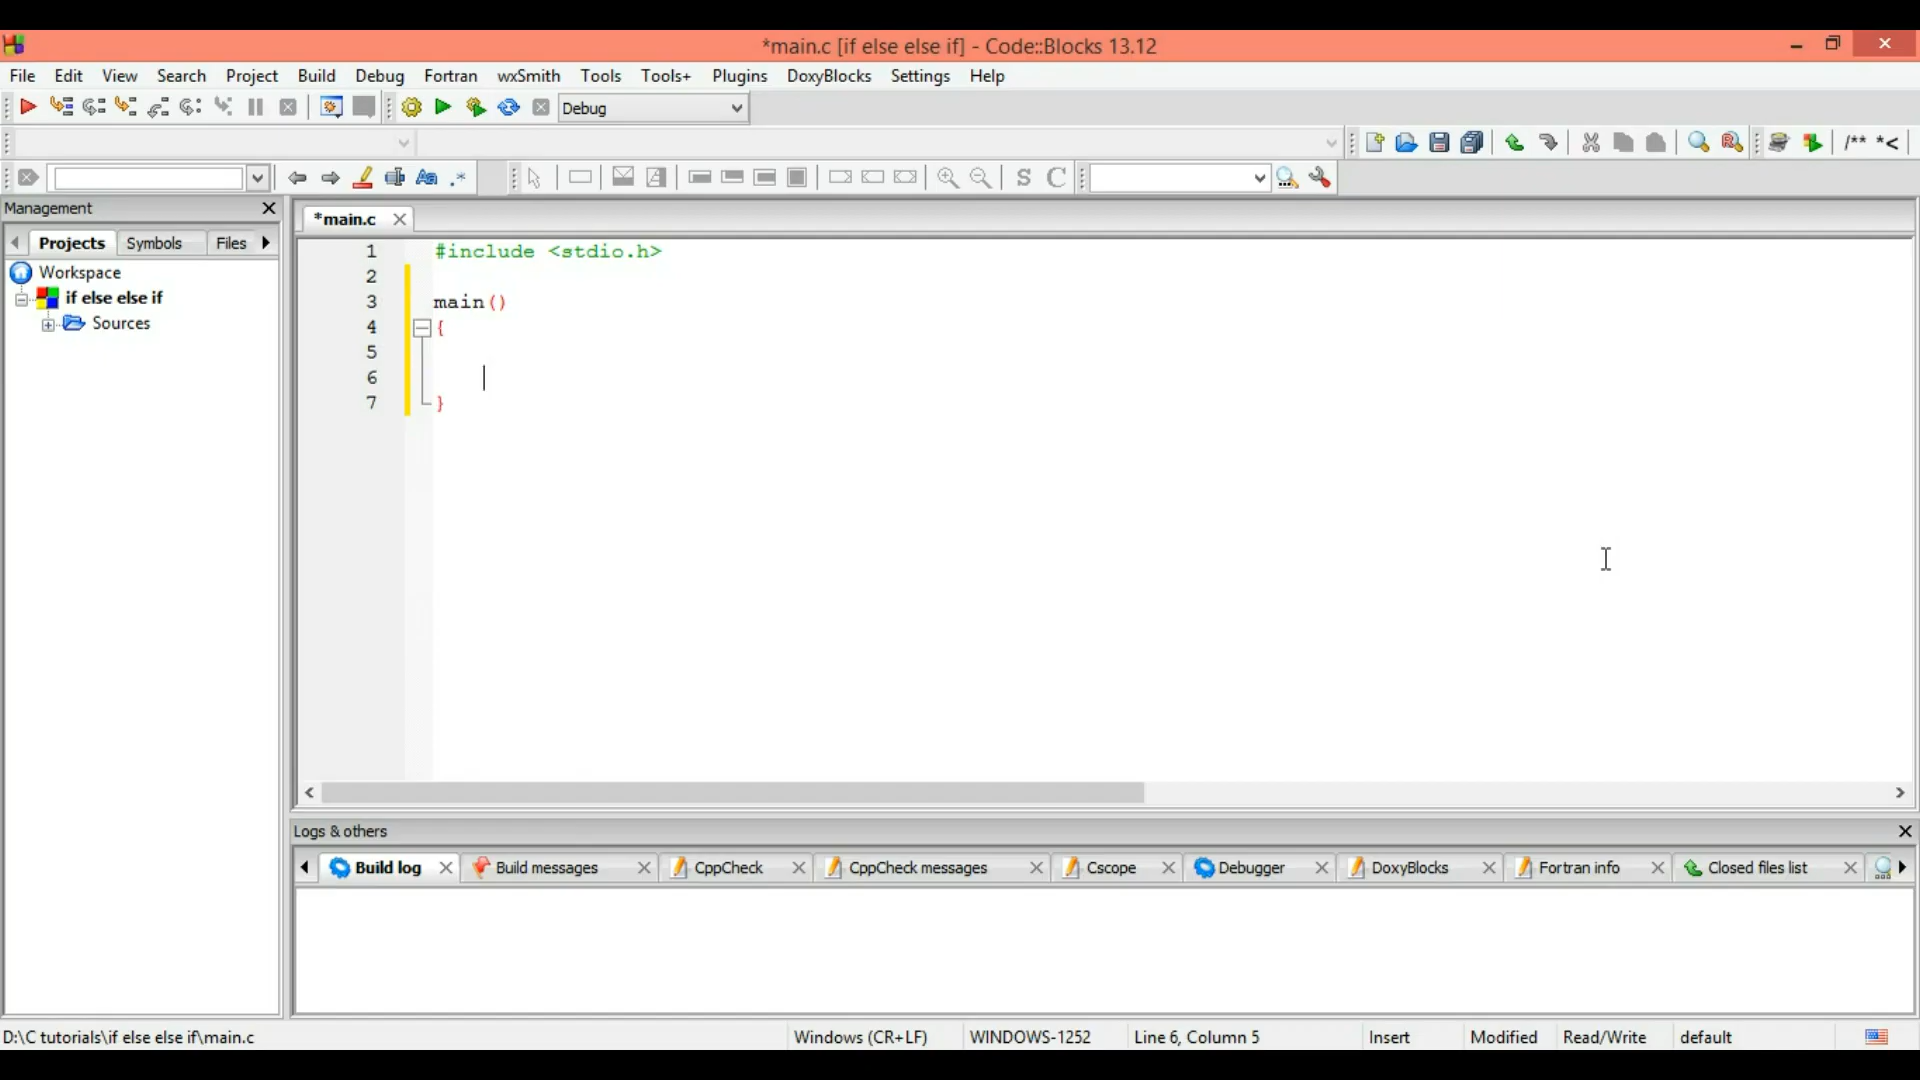 *main.c [if else else if] - Code::Blocks 13.12
File Edit View Search Project Build Debug Fortran wxSmith Tools Tools+ Plugins DoxyBlocks Settings Help
Debug
/** *<
S C
Management
*main.c
Projects Symbols Files
Workspace
if else else if
Sources
1 #include <stdio.h>
2
3 main()
4 {
5
6
7 }
Logs & others
Build log Build messages CppCheck CppCheck messages Cscope Debugger DoxyBlocks Fortran info Closed files list
D:\C tutorials\if else else if\main.c Windows (CR+LF) WINDOWS-1252 Line 6, Column 5 Insert Modified Read/Write default